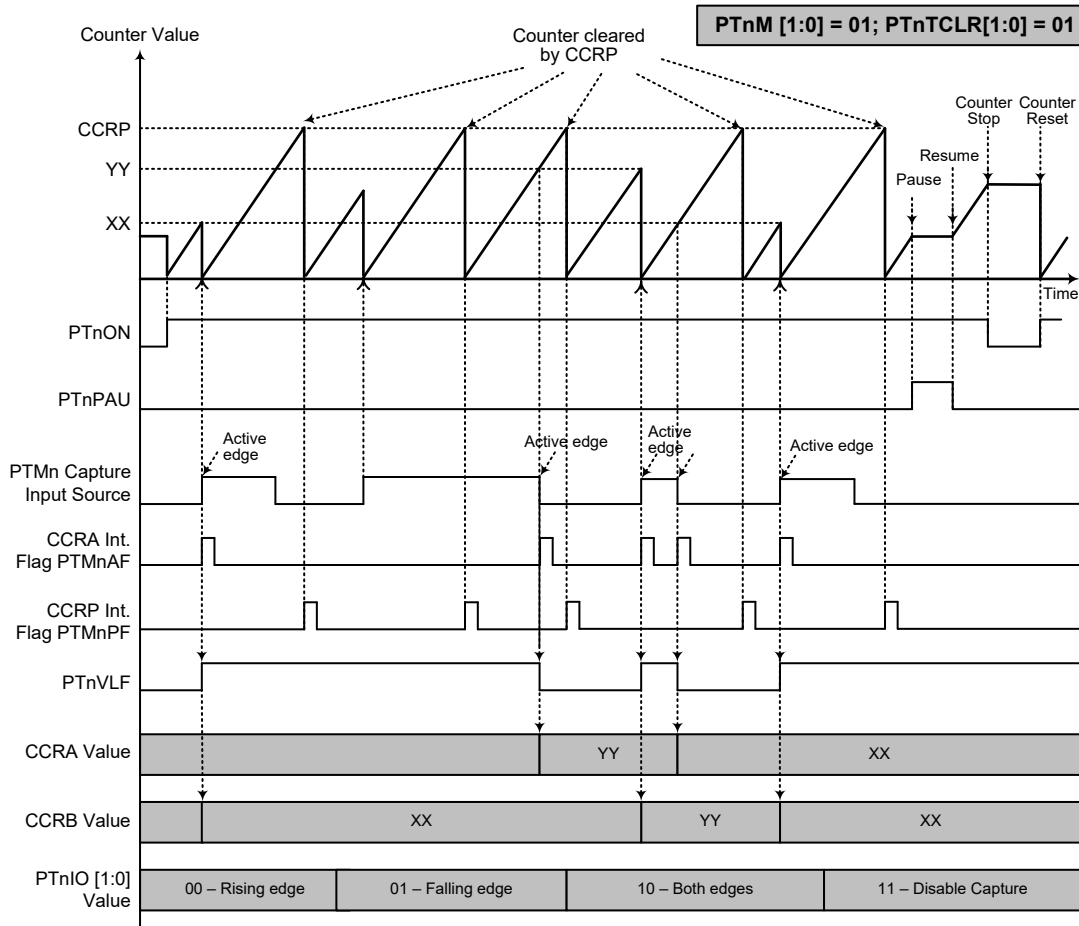 PTnM [1:0] = 01; PTnTCLR[1:0] = 01
Counter Value
Counter cleared
by CCRP
Counter
Stop
Counter
Reset
CCRP
YY
XX
Resume
Pause
Time
PTnON
PTnPAU
Active
edge
Active edge
Active
edge
Active edge
PTMn Capture
Input Source
CCRA Int.
Flag PTMnAF
CCRP Int.
Flag PTMnPF
PTnVLF
CCRA Value
YY
XX
CCRB Value
XX
YY
XX
PTnIO [1:0]
Value
00 – Rising edge
01 – Falling edge
10 – Both edges
11 – Disable Capture